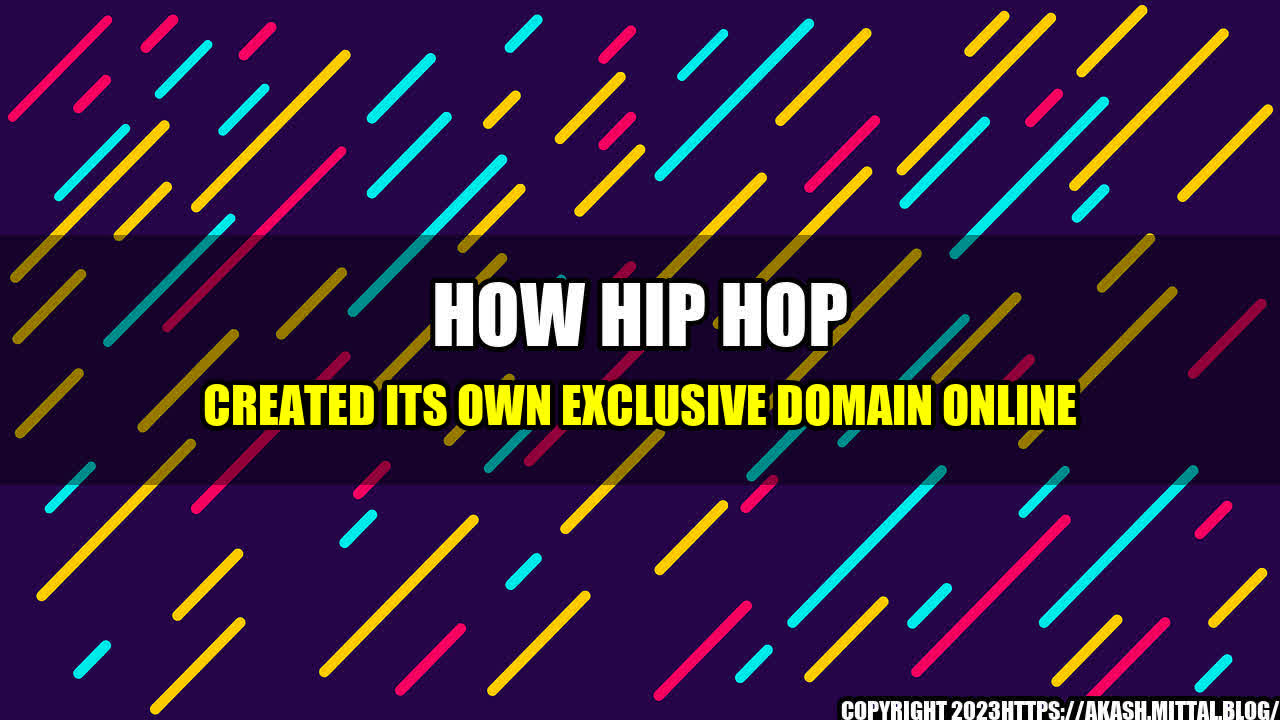 HOW HIP HOP
CREATED ITS OWN EXCLUSIVE DOMAIN ONLINE
COPYRIGHT 2023HTTPS://AKASH.MITTAL.BLOG/